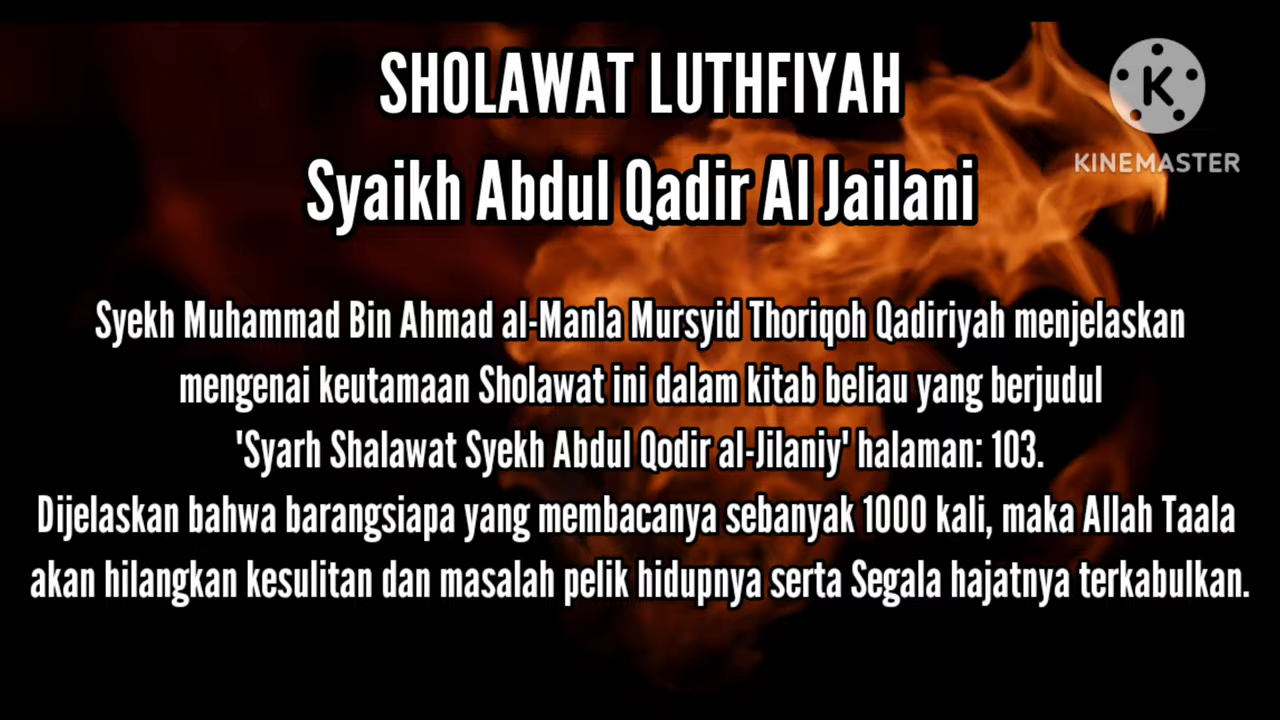 SHOLAWAT LUTHFIYAH
K
KINEMASTER
Syaikh Abdul Qadir Al Jailani
Syekh Muhammad Bin Ahmad al-Manla Mursyid Thoriqoh Qadiriyah menjelaskan
mengenai keutamaan Sholawat ini dalam kitab beliau yang berjudul
'Syarh Shalawat Syekh Abdul Qodir al-Jilaniy' halaman: 103.
Dijelaskan bahwa barangsiapa yang membacanya sebanyak 1000 kali, maka Allah Taala
akan hilangkan kesulitan dan masalah pelik hidupnya serta Segala hajatnya terkabulkan.